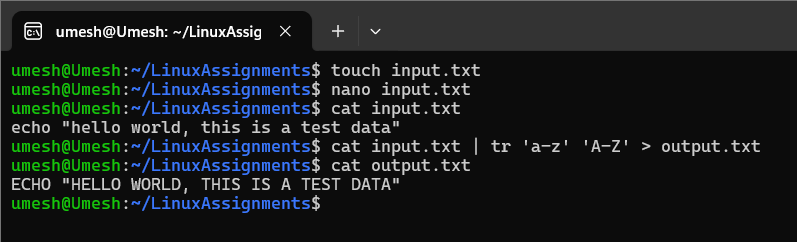 umesh@Umesh: ~/LinuxAssig
umesh@Umesh:~/LinuxAssignments$ touch input.txt
umesh@Umesh:~/LinuxAssignments$ nano input.txt
umesh@Umesh:~/LinuxAssignments$ cat input.txt
echo "hello world, this is a test data"
umesh@Umesh:~/LinuxAssignments$ cat input.txt | tr 'a-z' 'A-Z' > output.txt
umesh@Umesh:~/LinuxAssignments$ cat output.txt
ECHO "HELLO WORLD, THIS IS A TEST DATA"
umesh@Umesh:~/LinuxAssignments$